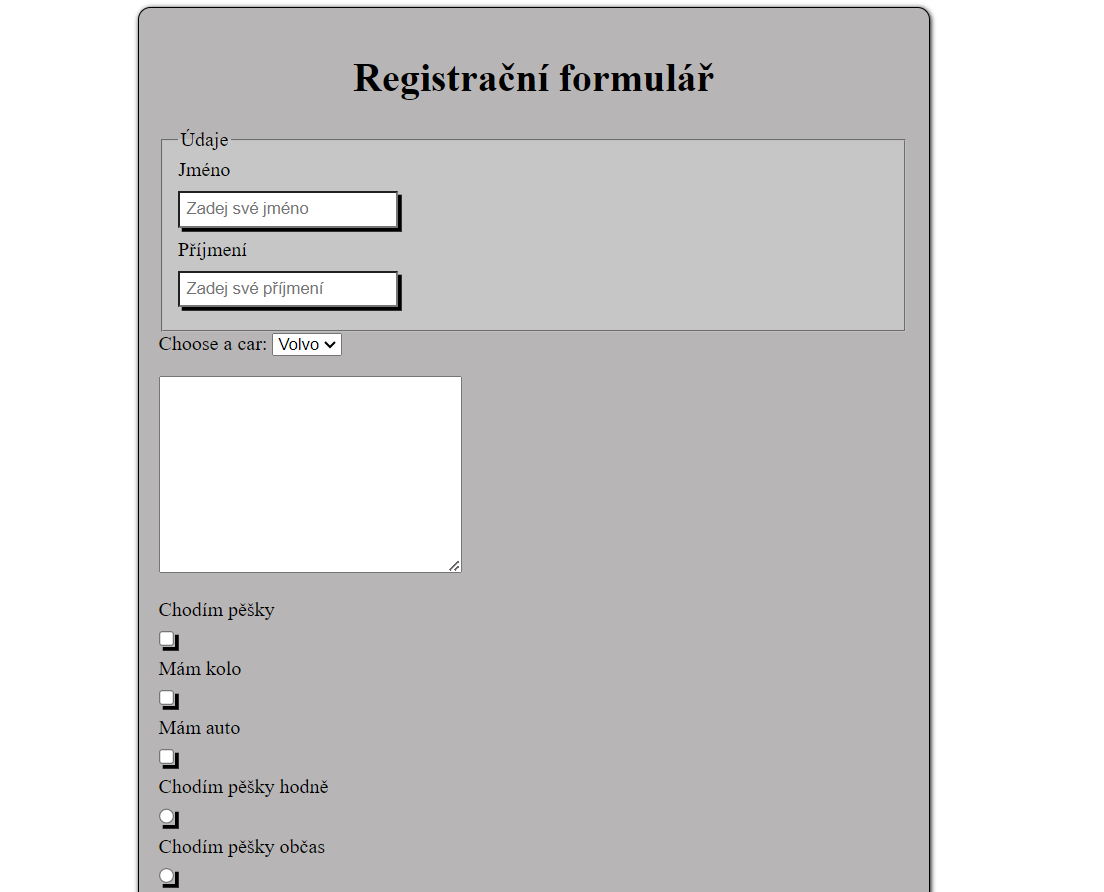 Registrační formulář
Údaje
Jméno
Zadej své jméno
Příjmení
Zadej své příjmení
Choose a car: Volvo
Chodím pěšky
Mám kolo
Mám auto
Chodím pěšky hodně
Chodím pěšky občas